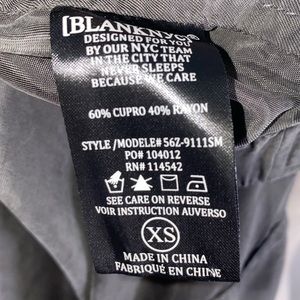 [BLANKNYC®
DESIGNED FOR YOU
BY OUR NYC TEAM
IN THE CITY THAT
NEVER SLEEPS
BECAUSE WE CARE
60% CUPRO 40% RAYON
STYLE/MODELE# 56Z-9111SM
PO# 104012
RN# 114542
SEE CARE ON REVERSE
VOIR INSTRUCTION AUVERSO
XS
MADE IN CHINA
FABRIQUÉ EN CHINE